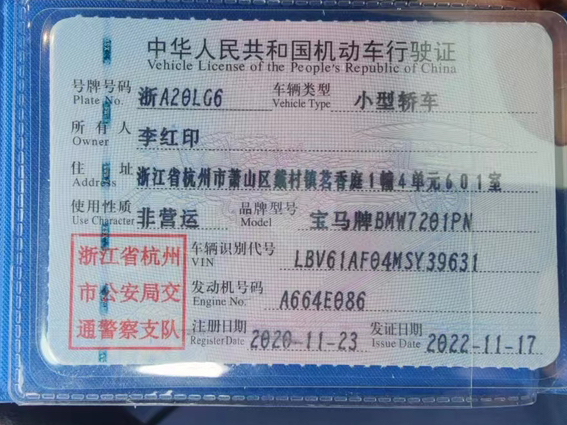 中华人民共和国机动车行驶证
Vehicle License of the People's Republic of China
号牌号码 浙A20LG6 车辆类型 小型轿车
Plate No. Vehicle Type
所有人 李红印
Owner
住址 浙江省杭州市萧山区戴村镇茗香庭1幢4单元601室
Address
使用性质 非营运 品牌型号 宝马牌BMW7201PN
Use Character Model
浙江省杭州
市公安局交
通警察支队
车辆识别代号 LBV61AF04MSY39631
VIN
发动机号码 A664E086
Engine No.
注册日期 2020-11-23 发证日期 2022-11-17
Register Date Issue Date